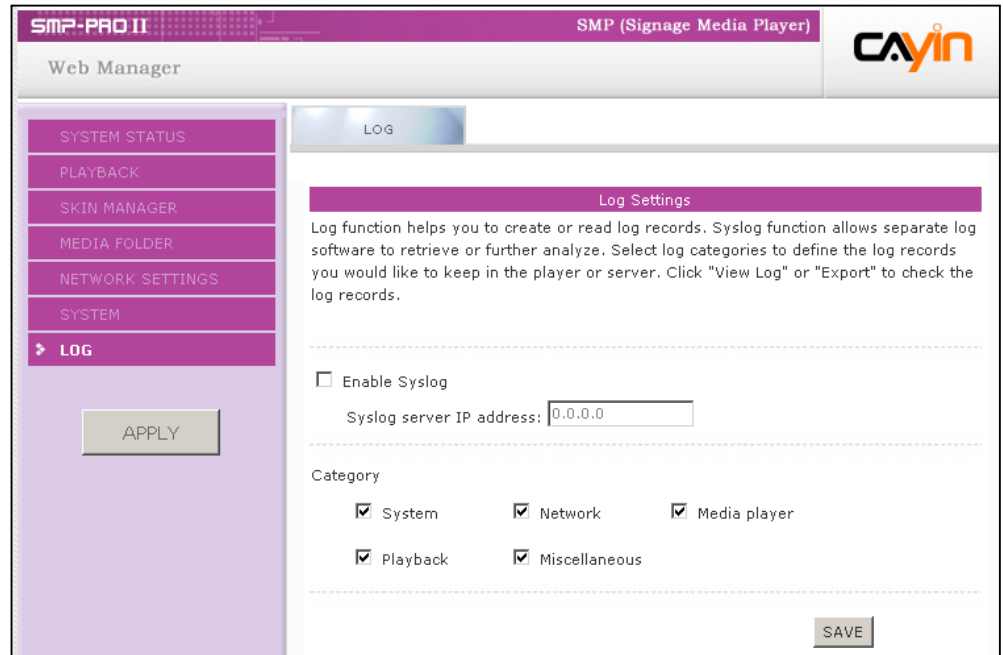 SMP-PRO II
SMP (Signage Media Player)
CAYIN
Web Manager
SYSTEM STATUS
PLAYBACK
SKIN MANAGER
MEDIA FOLDER
NETWORK SETTINGS
SYSTEM
LOG
APPLY
LOG
Log Settings
Log function helps you to create or read log records. Syslog function allows separate log
software to retrieve or further analyze. Select log categories to define the log records
you would like to keep in the player or server. Click "View Log" or "Export" to check the
log records.
Enable Syslog
Syslog server IP address: 0.0.0.0
Category
System Network Media player
Playback Miscellaneous
SAVE